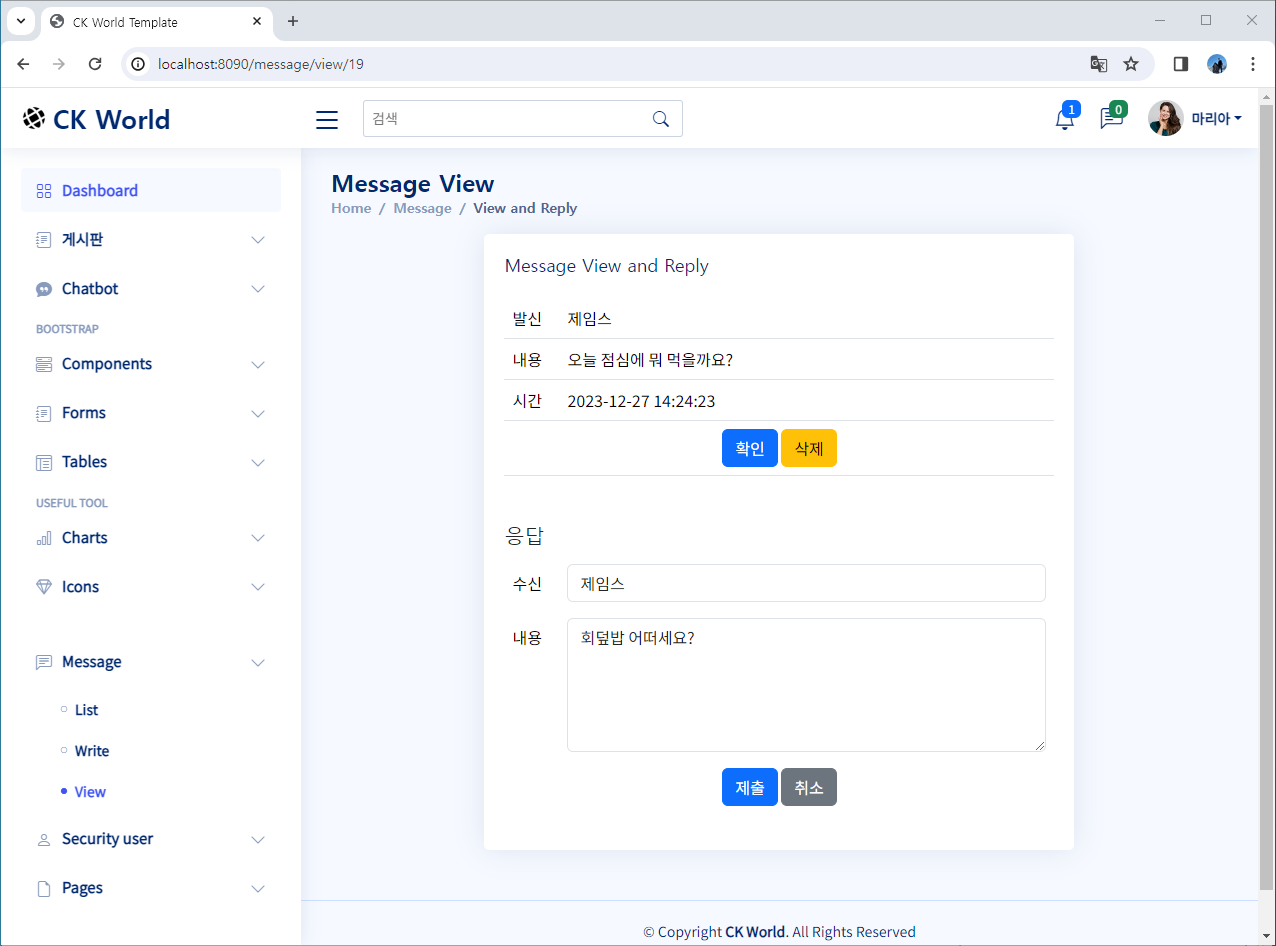 CK World Template
localhost:8090/message/view/19
CK World
검색
1
0
마리아
Dashboard
게시판
Chatbot
BOOTSTRAP
Components
Forms
Tables
USEFUL TOOL
Charts
Icons
Message
List
Write
View
Security user
Pages
Message View
Home / Message / View and Reply
Message View and Reply
발신 제임스
내용 오늘 점심에 뭐 먹을까요?
시간 2023-12-27 14:24:23
확인 삭제
응답
수신 제임스
내용 회덮밥 어떠세요?
제출 취소
© Copyright CK World. All Rights Reserved